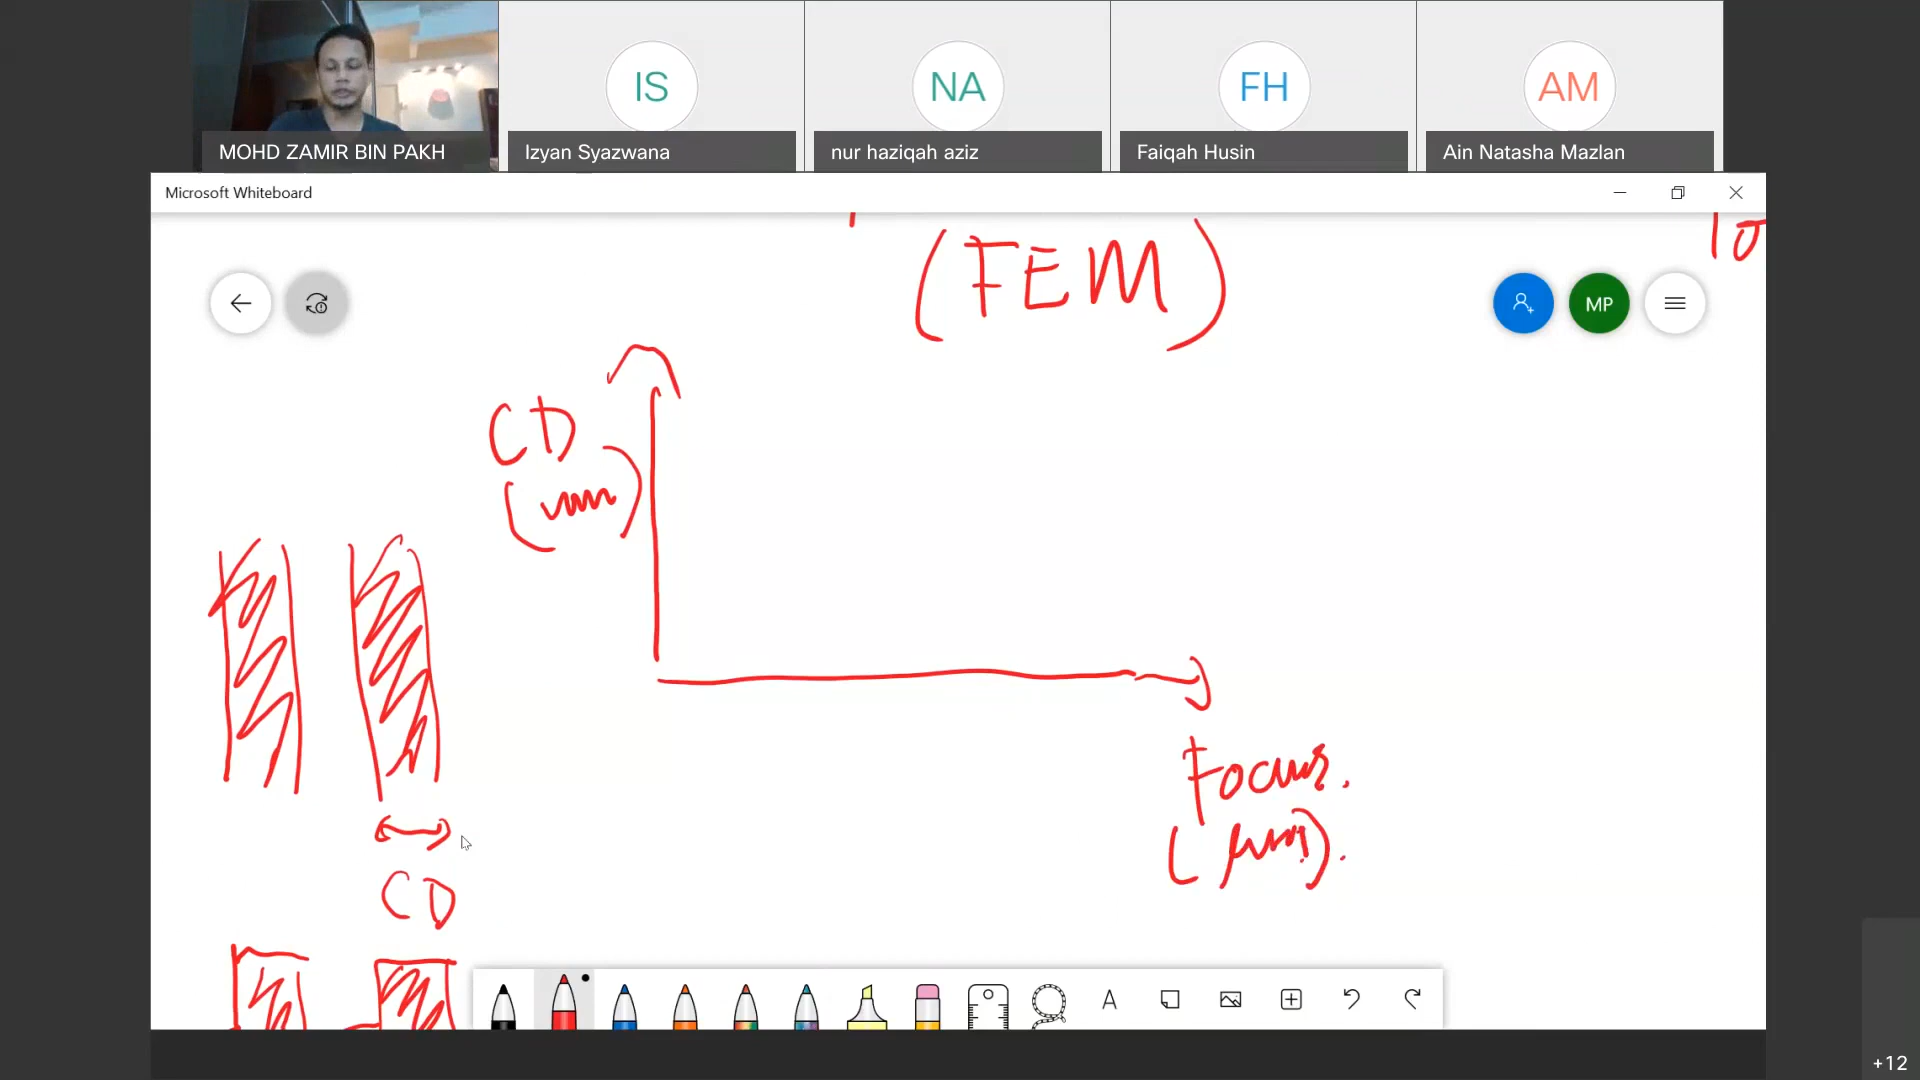 IS
NA
FH
AM
MOHD ZAMIR BIN PAKH
Izyan Syazwana
nur haziqah aziz
Faiqah Husin
Ain Natasha Mazlan
Microsoft Whiteboard
(FEM)
MP
CD
Focus.
(μm).
CD
A
+12